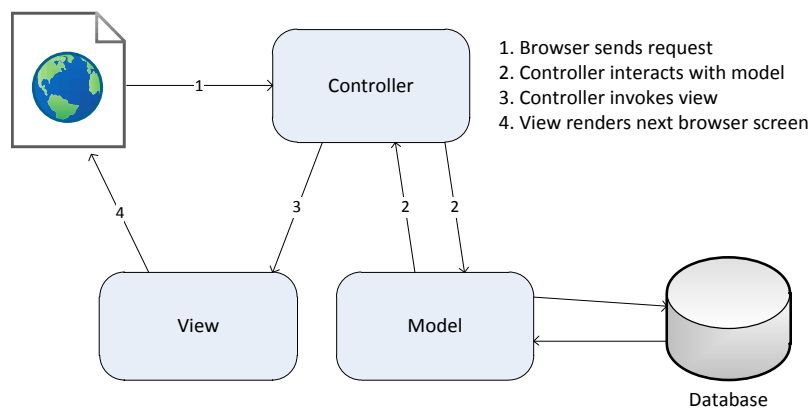 Controller
1. Browser sends request
2. Controller interacts with model
3. Controller invokes view
4. View renders next browser screen
1
4
3
2
2
View
Model
Database